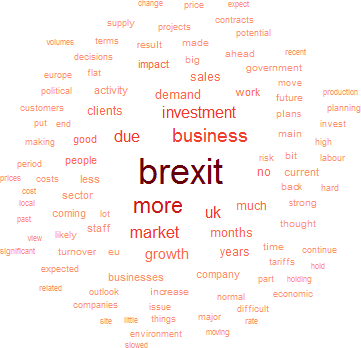 change price expect
supply projects contracts
volumes terms result made potential
decisions big ahead recent
europe flat impact sales government
political activity demand work move production
customers clients investment future planning
put end due business plans invest
making good main high
period people brexit risk bit labour
prices costs less no current
cost sector more back hard
local coming lot uk much strong
past staff market months thought
view likely
significant turnover eu growth years time continue
expected tariffs hold
related businesses company part holding
outlook increase normal economic
companies issue difficult
site little things major rate
environment moving
slowed